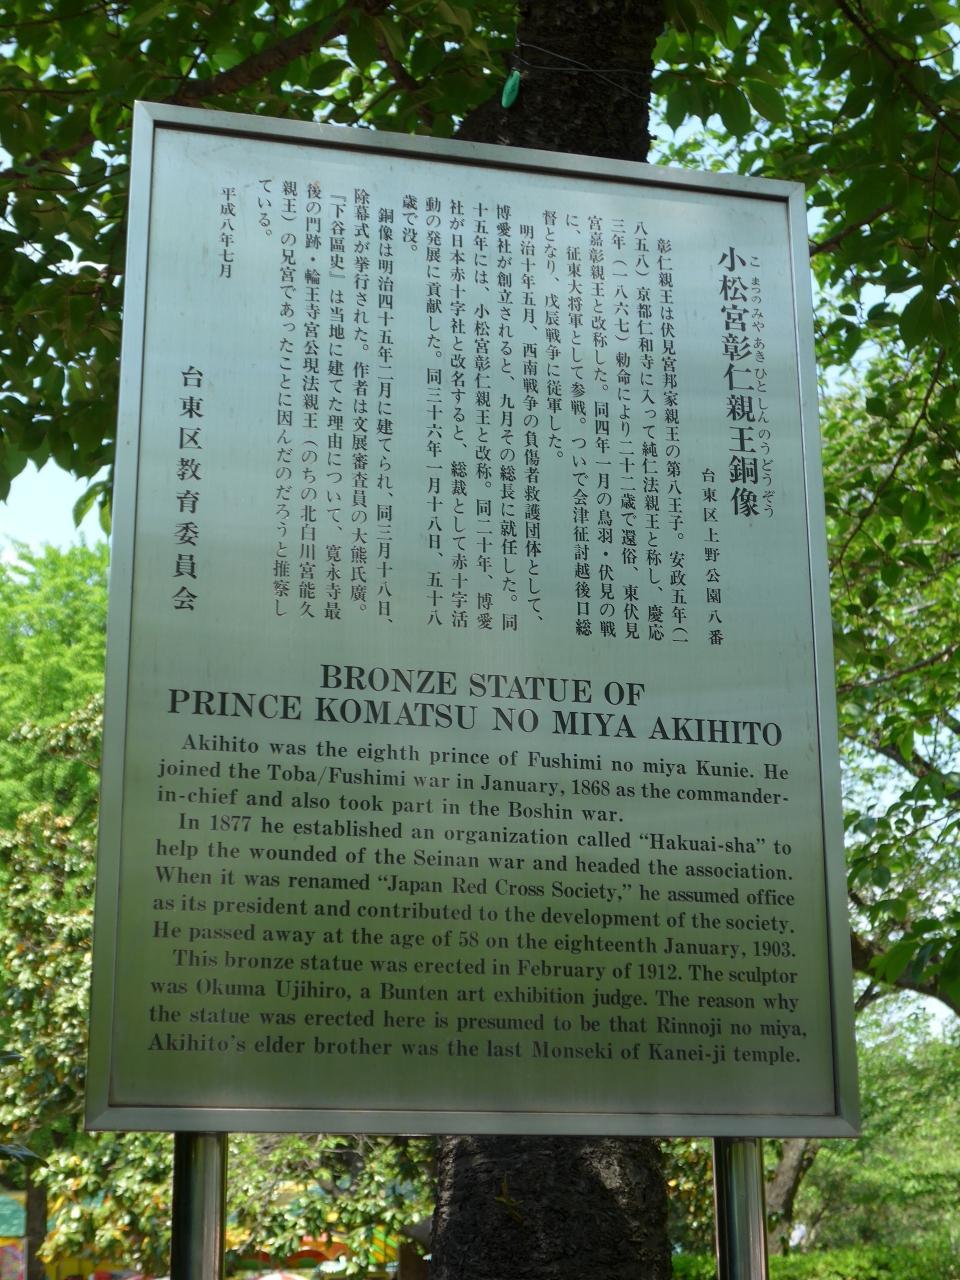 こ まつのみや あきひとしんのう どうぞう
小松宮彰仁親王銅像
台東区上野公園八番
彰仁親王は伏見宮邦家親王の第八王子。安政五年（一
八五八）京都仁和寺に入って純仁法親王と称し、慶応
三年（一八六七）勅命により二十二歳で還俗、東伏見
宮嘉彰親王と改称した。同四年一月の鳥羽・伏見の戦
に、征東大将軍として参戦。ついで会津征討越後口総
督となり、戊辰戦争に従軍した。
明治十年五月、西南戦争の負傷者救護団体として、
博愛社が創立されると、九月その総長に就任した。同
十五年には、小松宮彰仁親王と改称。同二十年、博愛
社が日本赤十字社と改名すると、総裁として赤十字活
動の発展に貢献した。同三十六年一月十八日、五十八
歳で没。
銅像は明治四十五年二月に建てられ、同三月十八日、
除幕式が挙行された。作者は文展審査員の大熊氏廣。
『下谷區史』は当地に建てた理由について、寛永寺最
後の門跡・輪王寺宮公現法親王（のちの北白川宮能久
親王）の兄宮であったことに因んだのだろうと推察し
ている。
平成八年七月
台東区教育委員会
BRONZE STATUE OF
PRINCE KOMATSU NO MIYA AKIHITO
Akihito was the eighth prince of Fushimi no miya Kunie. He
joined the Toba/Fushimi war in January, 1868 as the commander-
in-chief and also took part in the Boshin war.
In 1877 he established an organization called “Hakuai-sha” to
help the wounded of the Seinan war and headed the association.
When it was renamed “Japan Red Cross Society,” he assumed office
as its president and contributed to the development of the society.
He passed away at the age of 58 on the eighteenth January, 1903.
This bronze statue was erected in February of 1912. The sculptor
was Okuma Ujihiro, a Bunten art exhibition judge. The reason why
the statue was erected here is presumed to be that Rinnoji no miya,
Akihito's elder brother was the last Monseki of Kanei-ji temple.